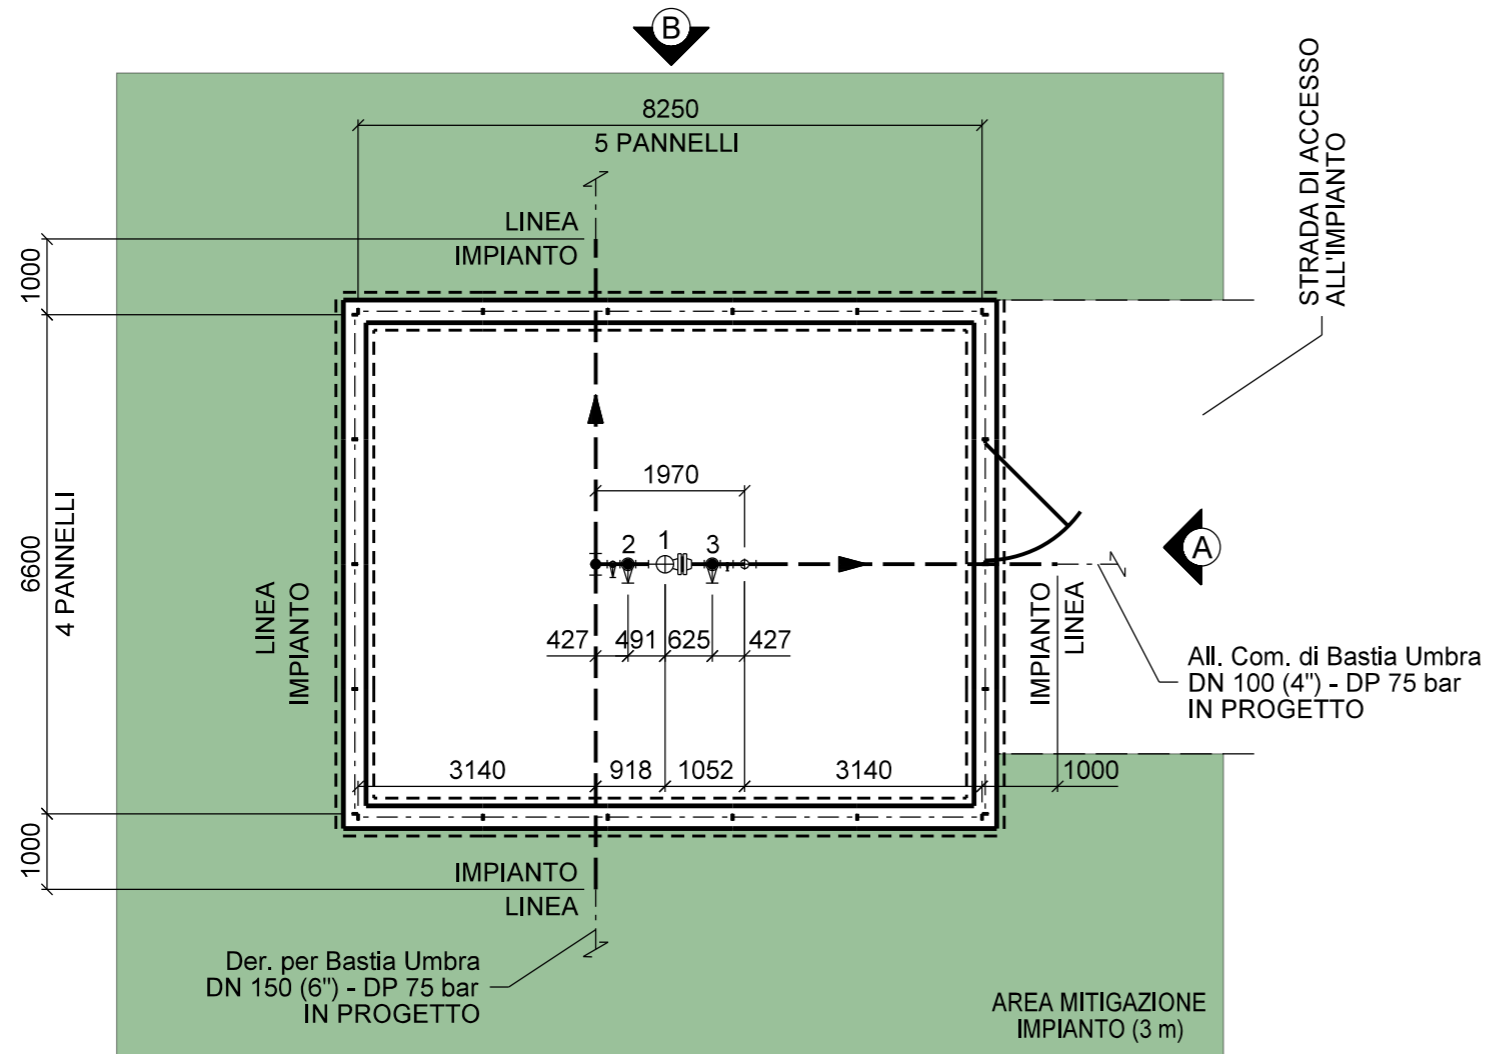 B
8250
5 PANNELLI
STRADA DI ACCESSO
ALL'IMPIANTO
LINEA
IMPIANTO
1000
6600
4 PANNELLI
1000
1970
2
1
3
A
LINEA
IMPIANTO
427
491
625
427
IMPIANTO
LINEA
All. Com. di Bastia Umbra
DN 100 (4") - DP 75 bar
IN PROGETTO
3140
918
1052
3140
1000
IMPIANTO
LINEA
Der. per Bastia Umbra
DN 150 (6") - DP 75 bar
IN PROGETTO
AREA MITIGAZIONE
IMPIANTO (3 m)